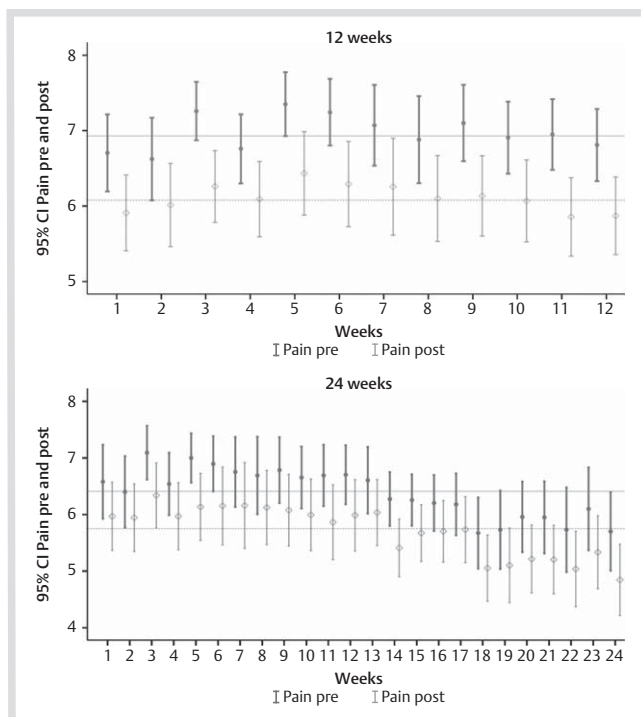 12 weeks
95% CI Pain pre and post
8
7
6
5
1 2 3 4 5 6 7 8 9 10 11 12
Weeks
Pain pre Pain post
24 weeks
95% CI Pain pre and post
8
7
6
5
4
1 2 3 4 5 6 7 8 9 10 11 12 13 14 15 16 17 18 19 20 21 22 23 24
Weeks
Pain pre Pain post